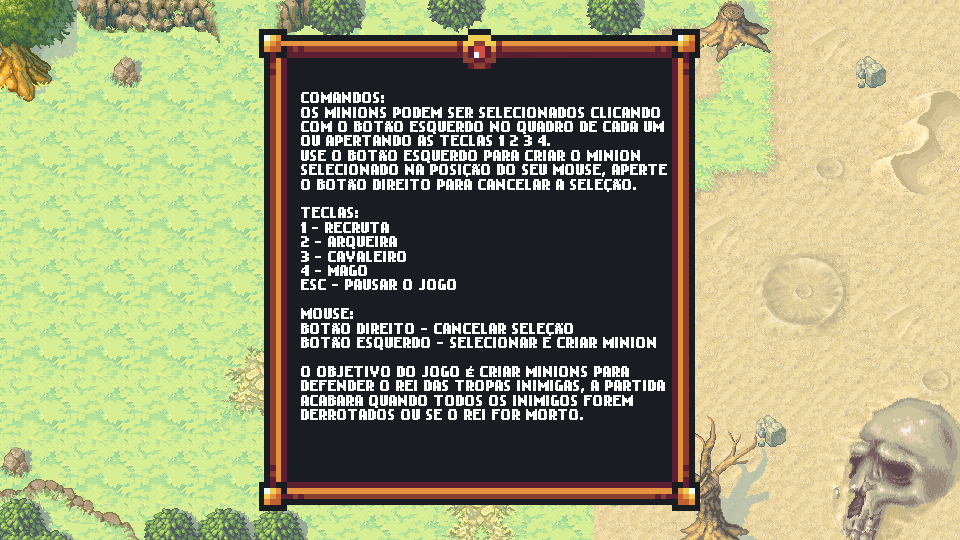 COMANDOS:
OS MINIONS PODEM SER SELECIONADOS CLICANDO
COM O BOTÃO ESQUERDO NO QUADRO DE CADA UM
OU APERTANDO AS TECLAS 1 2 3 4.
USE O BOTÃO ESQUERDO PARA CRIAR O MINION
SELECIONADO NA POSIÇÃO DO SEU MOUSE, APERTE
O BOTÃO DIREITO PARA CANCELAR A SELEÇÃO.
TECLAS:
1 - RECRUTA
2 - ARQUEIRA
3 - CAVALEIRO
4 - MAGO
ESC - PAUSAR O JOGO
MOUSE:
BOTÃO DIREITO - CANCELAR SELEÇÃO
BOTÃO ESQUERDO - SELECIONAR E CRIAR MINION
O OBJETIVO DO JOGO É CRIAR MINIONS PARA
DEFENDER O REI DAS TROPAS INIMIGAS, A PARTIDA
ACABARA QUANDO TODOS OS INIMIGOS FOREM
DERROTADOS OU SE O REI FOR MORTO.